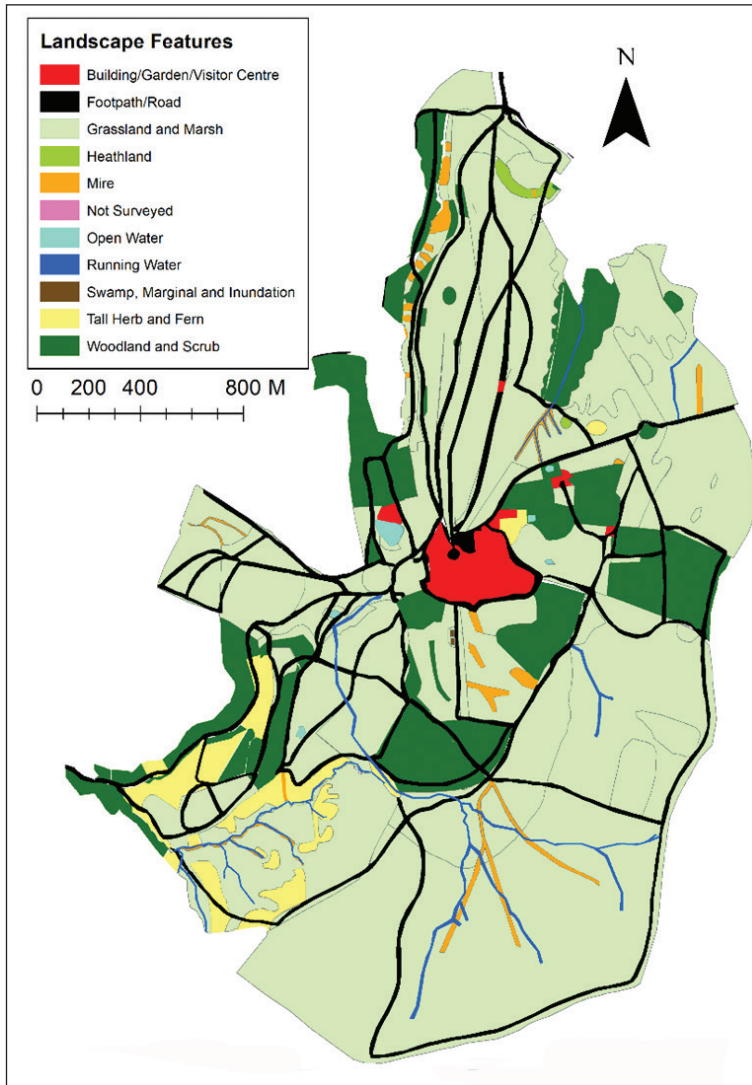 Landscape Features
Building/Garden/Visitor Centre
Footpath/Road
Grassland and Marsh
Heathland
Mire
Not Surveyed
Open Water
Running Water
Swamp, Marginal and Inundation
Tall Herb and Fern
Woodland and Scrub
0 200 400 800 M
N